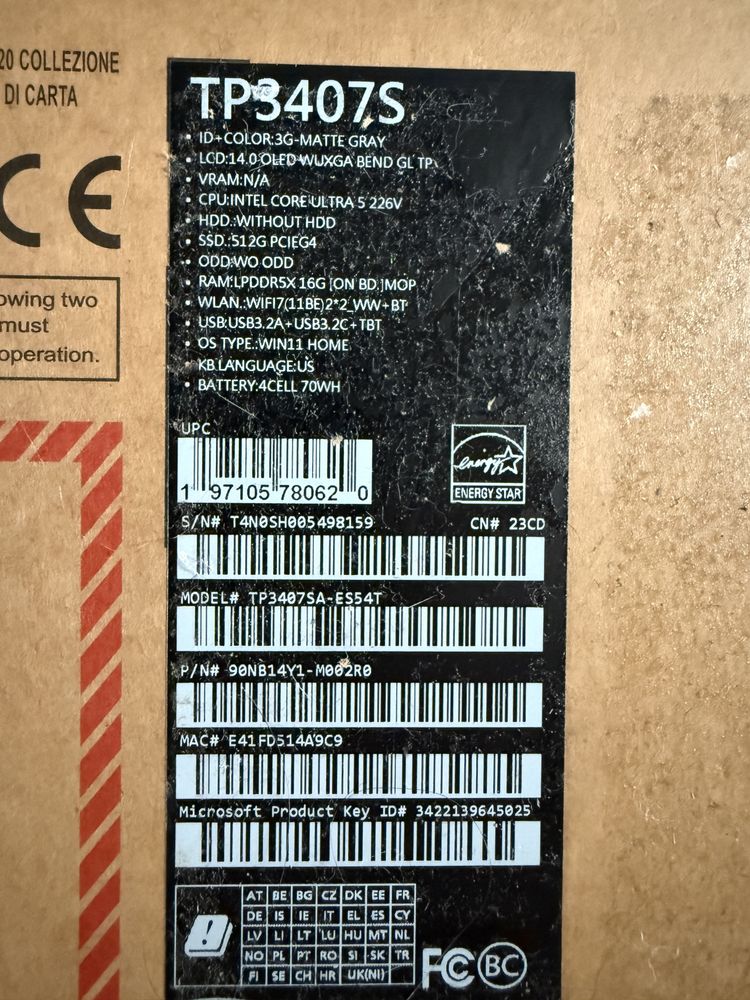 20 COLLEZIONE
DI CARTA
CE
owing two
must
operation.
TP3407S
• ID+COLOR:3G-MATTE GRAY
• LCD:14.0 OLED WUXGA BEND GL TP
• VRAM:N/A
• CPU:INTEL CORE ULTRA 5 226V
• HDD.:WITHOUT HDD
• SSD.:512G PCIEG4
• ODD:WO ODD
• RAM:LPDDR5X 16G [ON BD.]MOP
• WLAN.:WIFI7(11BE)2*2_WW+BT
• USB:USB3.2A+USB3.2C+TBT
• OS TYPE.:WIN11 HOME
• KB.LANGUAGE:US
• BATTERY:4CELL 70WH
UPC
1 97105 78062 0
energy
ENERGY STAR
S/N# T4N0SH005498159 CN# 23CD
MODEL# TP3407SA-ES54T
P/N# 90NB14Y1-M002R0
MAC# E41FD514A9C9
Microsoft Product Key ID# 3422139645025
AT BE BG CZ DK EE FR
DE IS IE IT EL ES CY
LV LI LT LU HU MT NL
NO PL PT RO SI SK TR
FI SE CH HR UK(NI)
FC BC